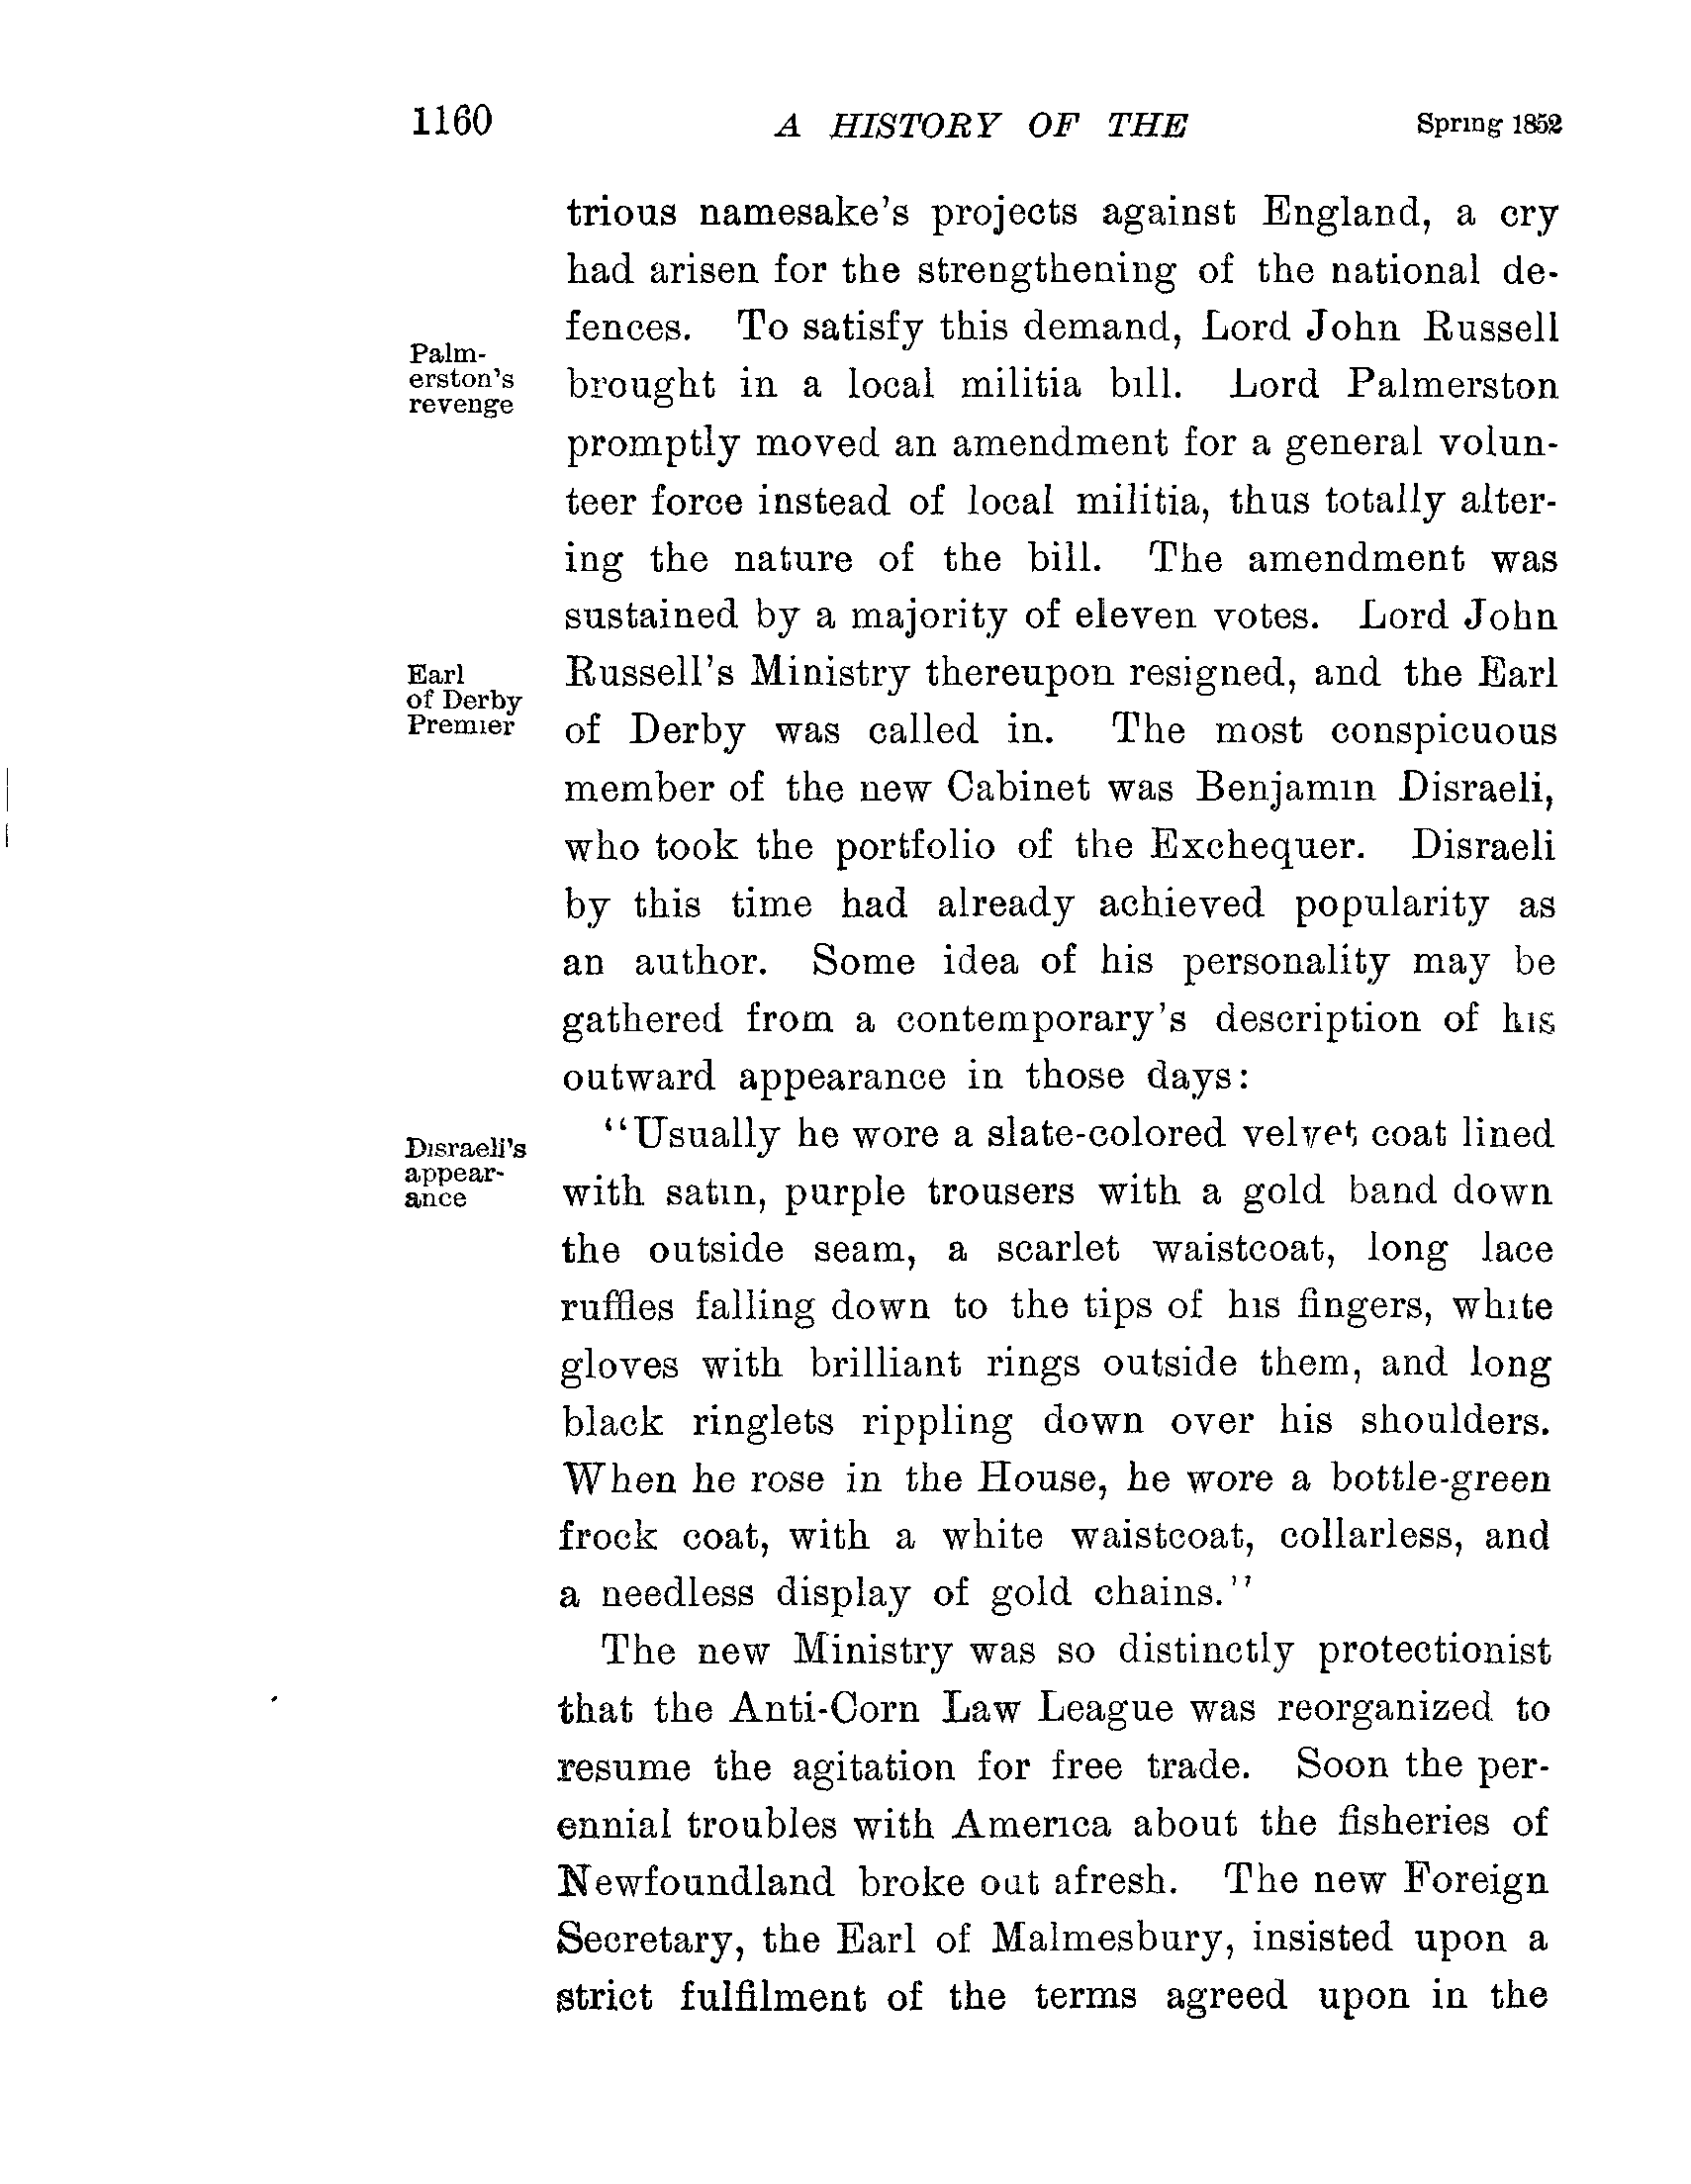 1160 A HISTORY OF THE Spring 1852
trious namesake's projects against England, a cry
had arisen for the strengthening of the national de-
fences. To satisfy this demand, Lord John Russell
Palm-
erston's
revenge
brought in a local militia bill. Lord Palmerston
promptly moved an amendment for a general volun-
teer force instead of local militia, thus totally alter-
ing the nature of the bill. The amendment was
sustained by a majority of eleven votes. Lord John
Earl
of Derby
Premier
Russell's Ministry thereupon resigned, and the Earl
of Derby was called in. The most conspicuous
member of the new Cabinet was Benjamin Disraeli,
who took the portfolio of the Exchequer. Disraeli
by this time had already achieved popularity as
an author. Some idea of his personality may be
gathered from a contemporary's description of his
outward appearance in those days:
Disraeli's
appear-
ance
"Usually he wore a slate-colored velvet coat lined
with satin, purple trousers with a gold band down
the outside seam, a scarlet waistcoat, long lace
ruffles falling down to the tips of his fingers, white
gloves with brilliant rings outside them, and long
black ringlets rippling down over his shoulders.
When he rose in the House, he wore a bottle-green
frock coat, with a white waistcoat, collarless, and
a needless display of gold chains."
The new Ministry was so distinctly protectionist
that the Anti-Corn Law League was reorganized to
resume the agitation for free trade. Soon the per-
ennial troubles with America about the fisheries of
Newfoundland broke out afresh. The new Foreign
Secretary, the Earl of Malmesbury, insisted upon a
strict fulfilment of the terms agreed upon in the